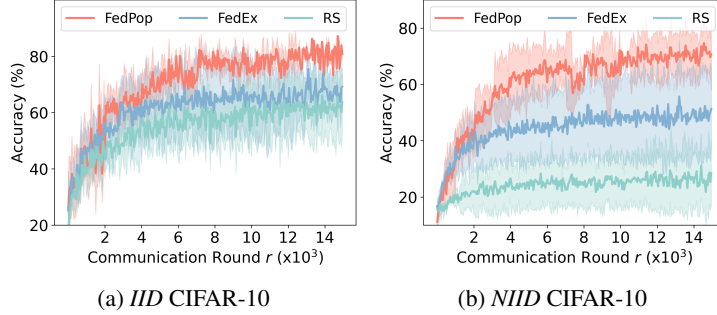 FedPop FedEx RS
FedPop FedEx RS
Accuracy (%)
80
60
40
20
2 4 6 8 10 12 14
Communication Round r (x10³)
Accuracy (%)
80
60
40
20
2 4 6 8 10 12 14
Communication Round r (x10³)
(a) IID CIFAR-10
(b) NIID CIFAR-10